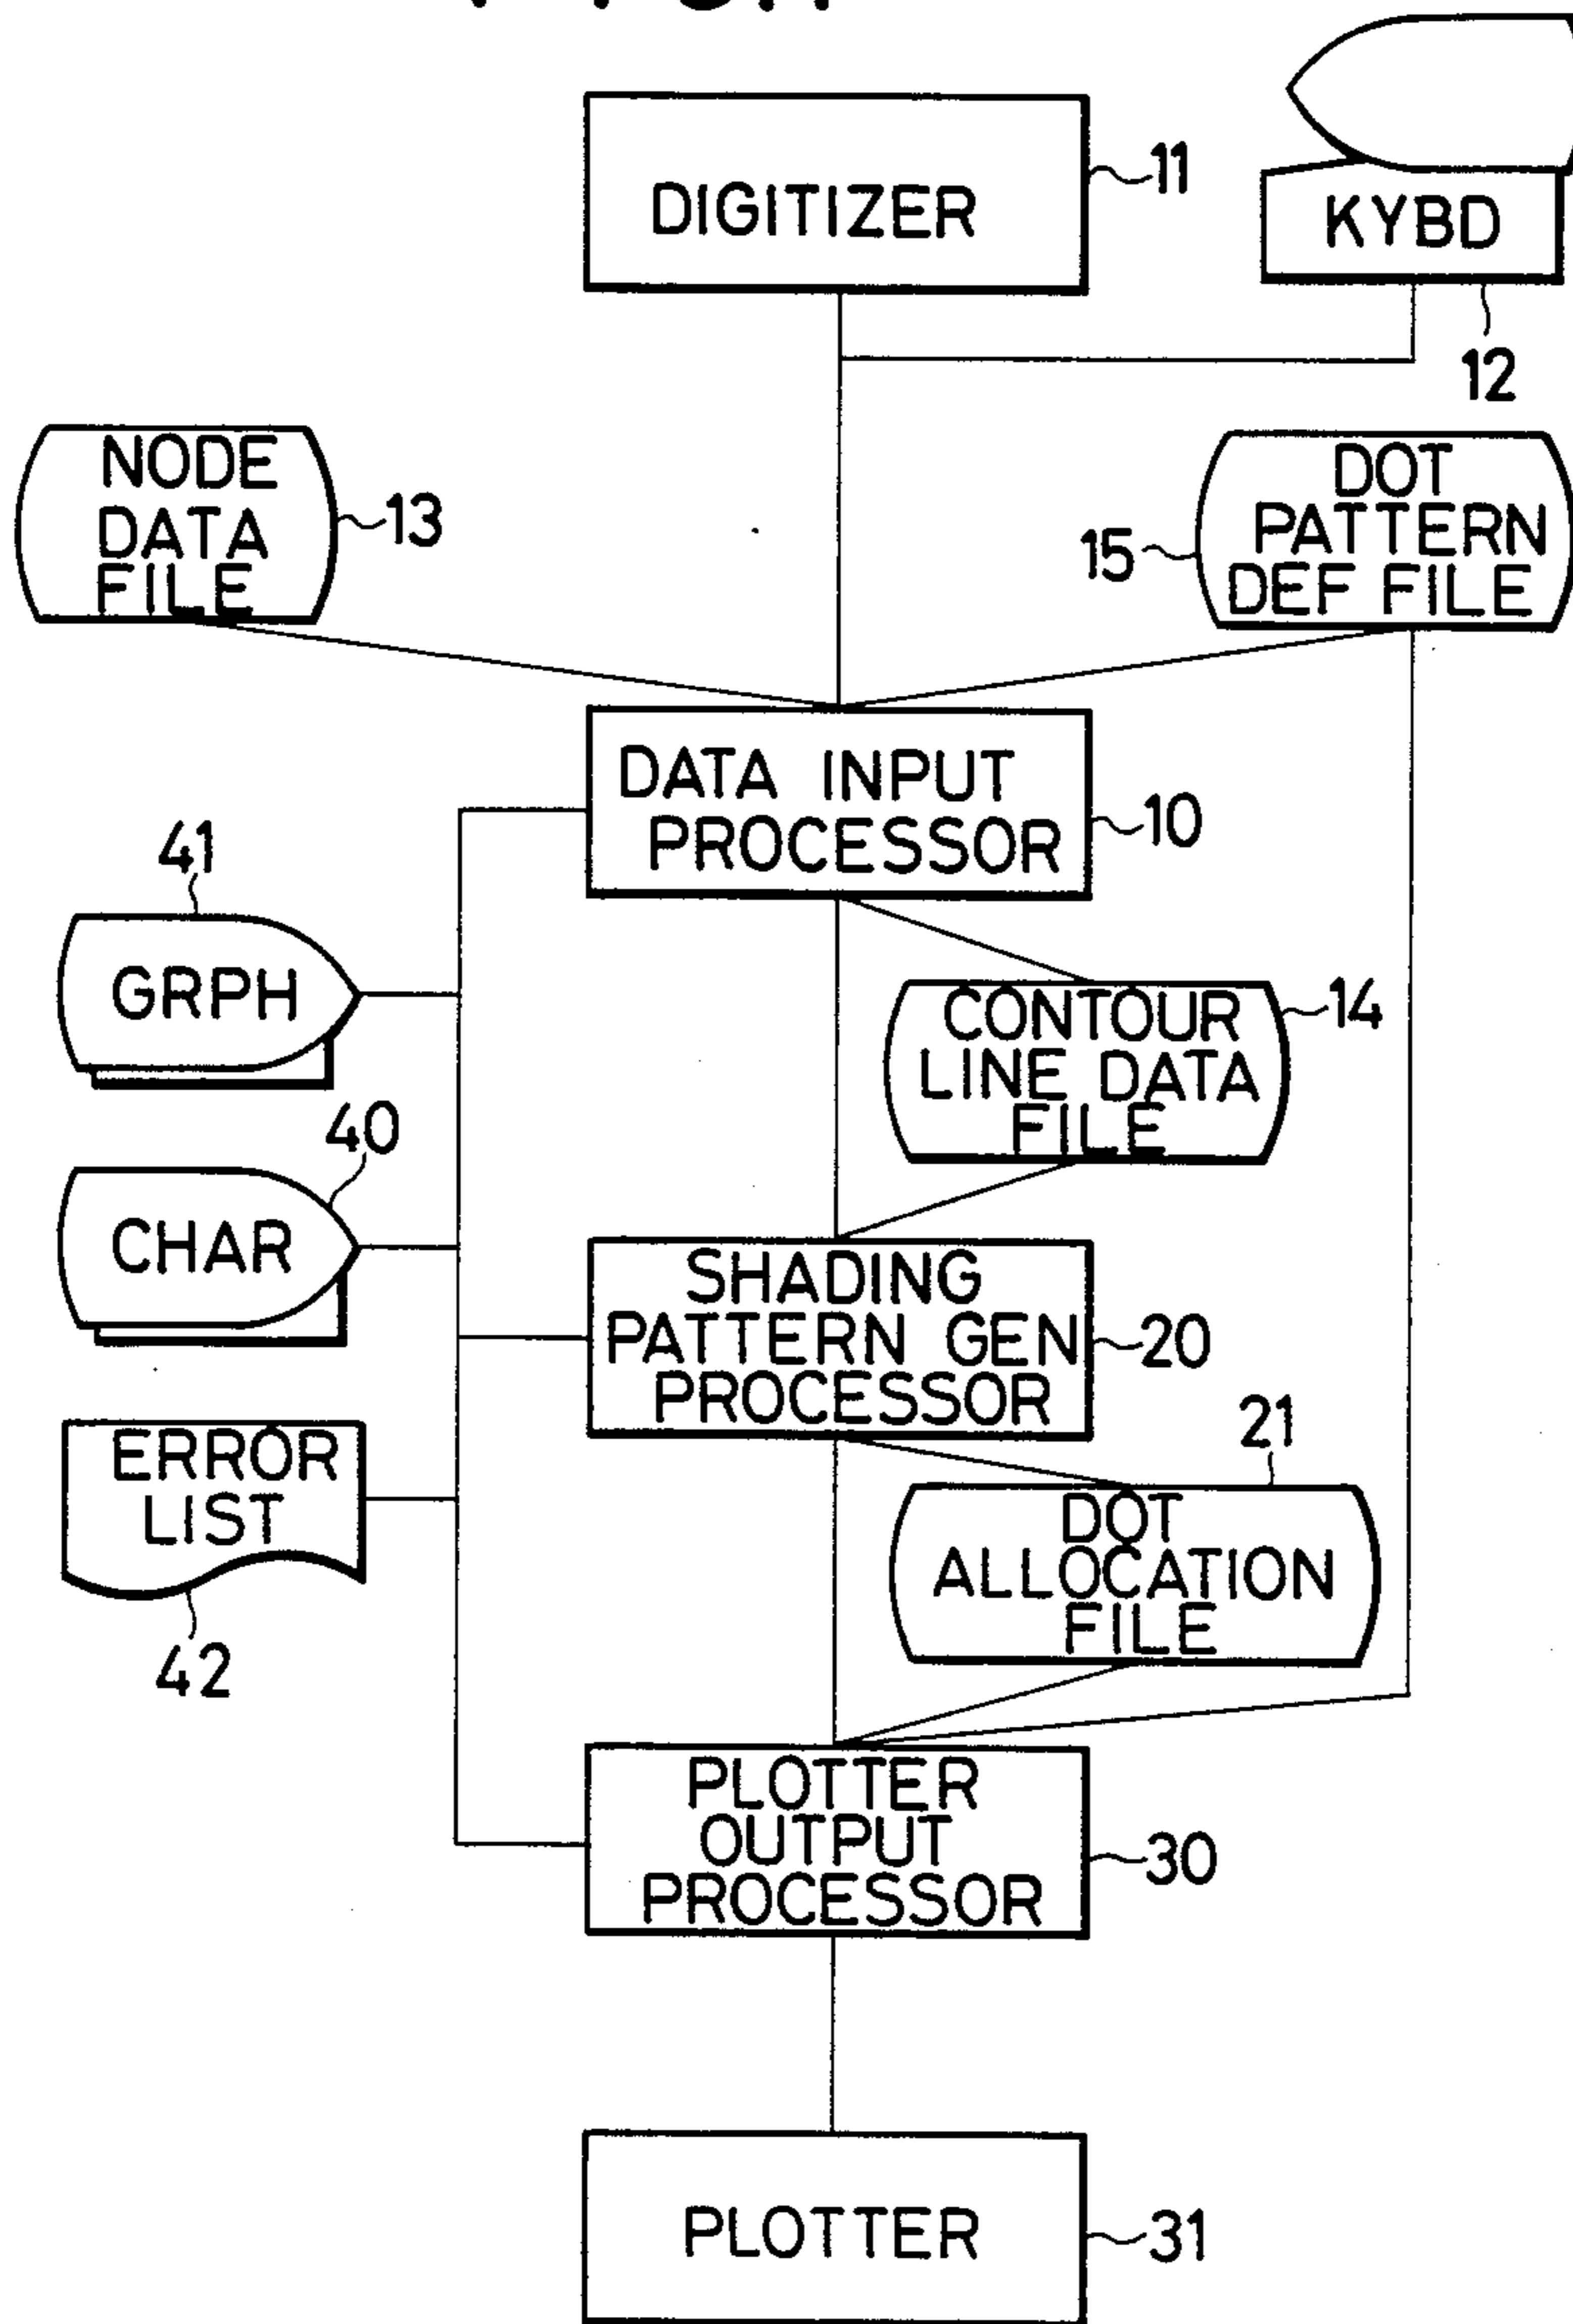 DIGITIZER
11
KYBD
12
NODE
DATA
FILE
13
DOT
PATTERN
DEF FILE
15
DATA INPUT
PROCESSOR
10
41
GRPH
CONTOUR
LINE DATA
FILE
14
40
CHAR
SHADING
PATTERN GEN
PROCESSOR
20
ERROR
LIST
42
21
DOT
ALLOCATION
FILE
PLOTTER
OUTPUT
PROCESSOR
30
PLOTTER
31